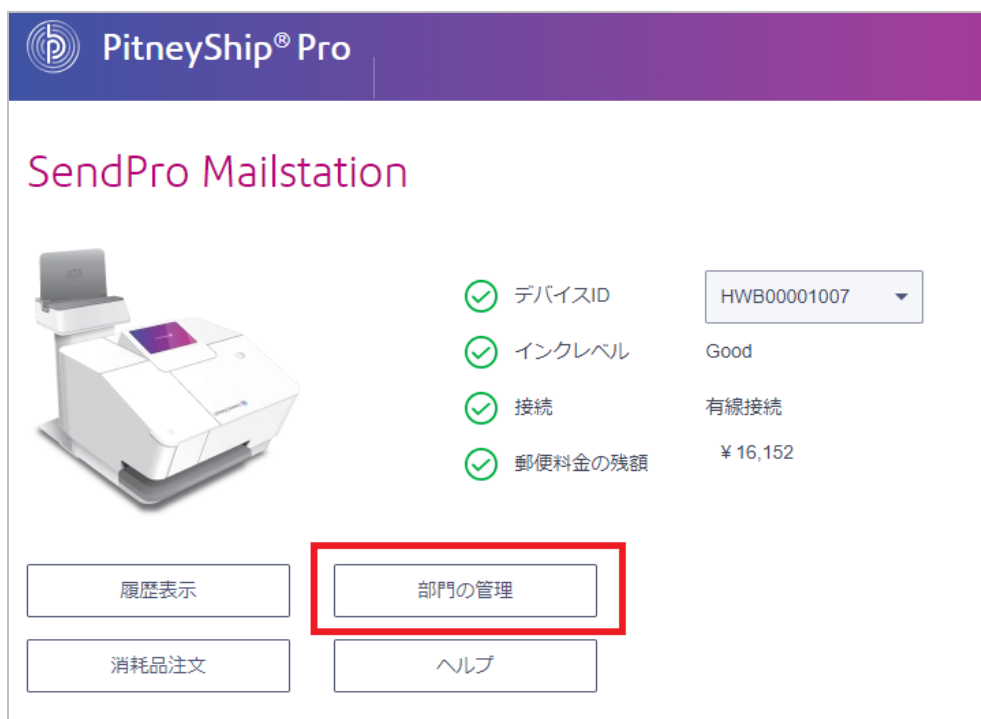 PitneyShip® Pro
SendPro Mailstation
デバイスID HWB00001007
インクレベル Good
接続 有線接続
郵便料金の残額 ¥ 16,152
履歴表示 部門の管理
消耗品注文 ヘルプ